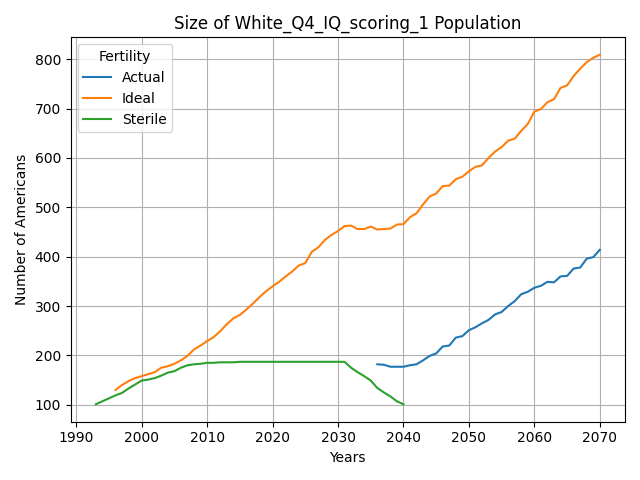 Size of White_Q4_IQ_scoring_1 Population
Fertility
Actual
Ideal
Sterile
Number of Americans
800
700
600
500
400
300
200
100
1990 2000 2010 2020 2030 2040 2050 2060 2070
Years